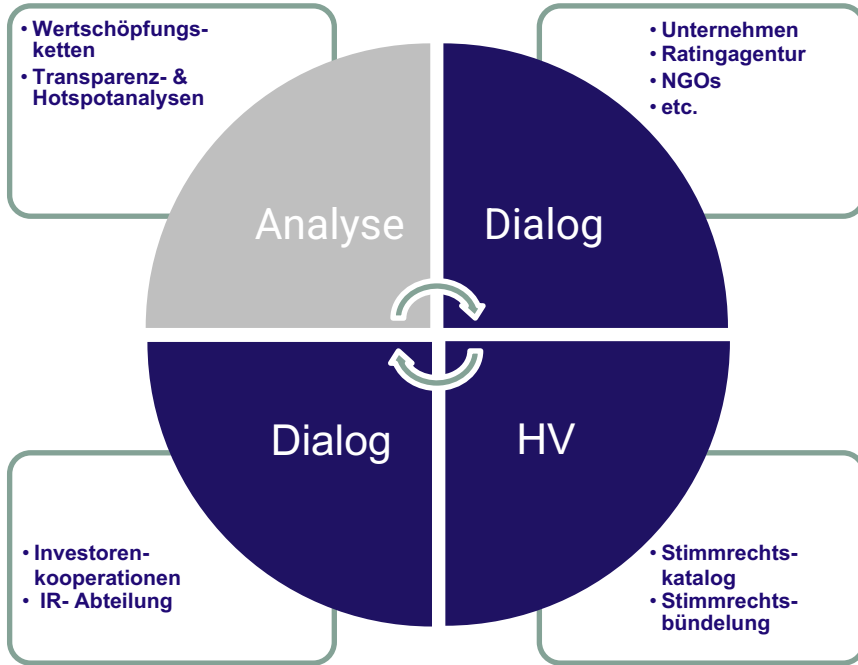 • Wertschöpfungs-
ketten
• Transparenz- &
Hotspotanalysen
• Unternehmen
• Ratingagentur
• NGOs
• etc.
Analyse
Dialog
Dialog
HV
• Investoren-
kooperationen
• IR- Abteilung
• Stimmrechts-
katalog
• Stimmrechts-
bündelung